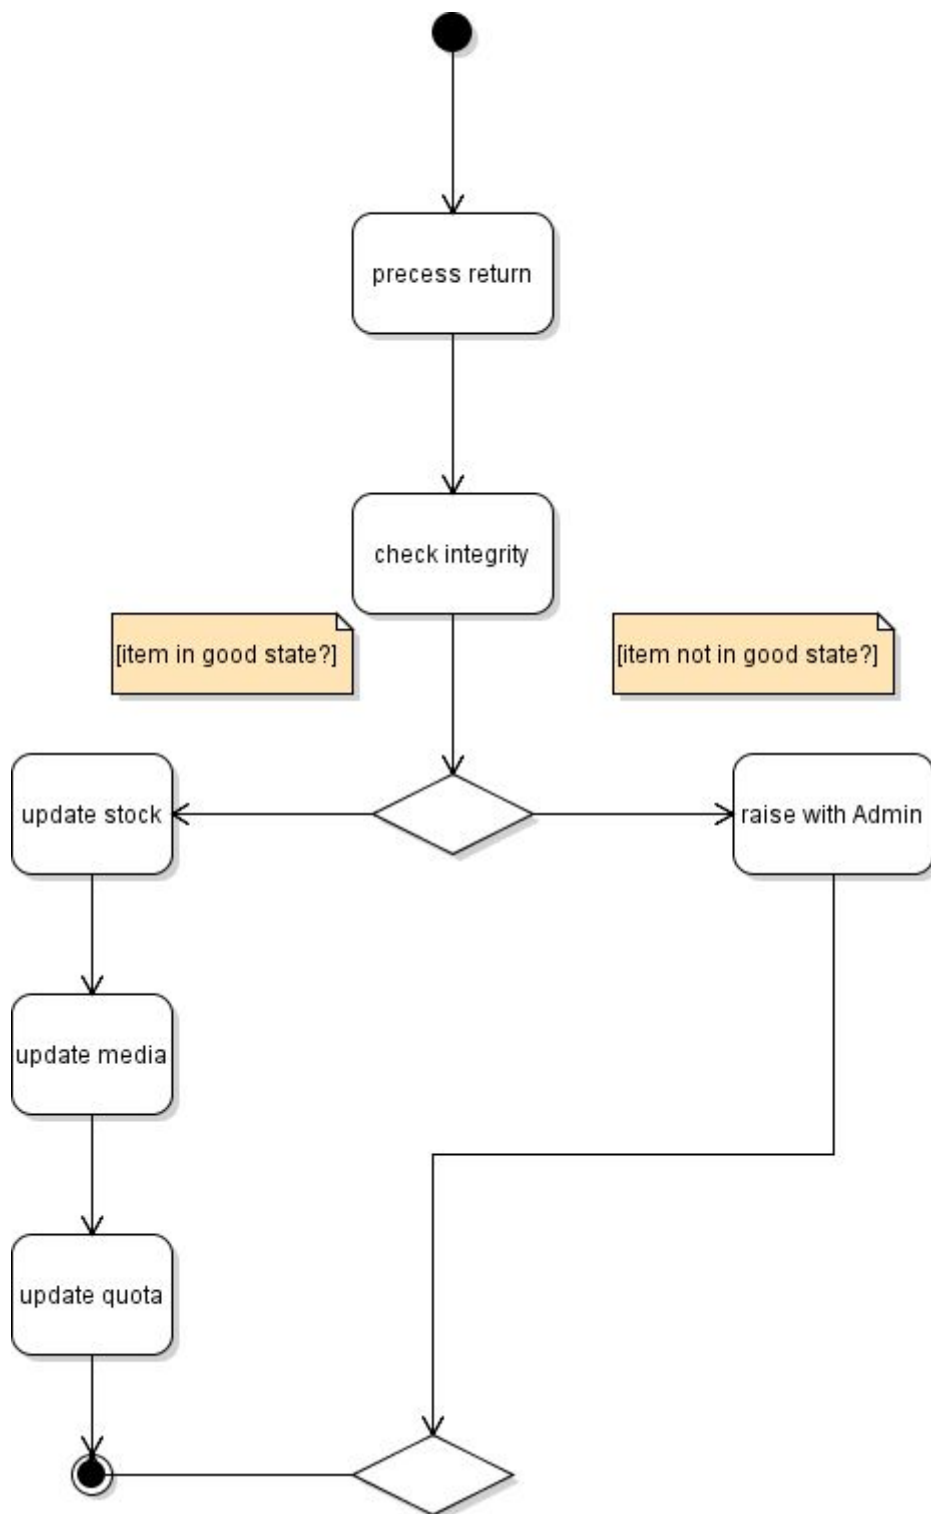 precess return
check integrity
[item in good state?]
[item not in good state?]
update stock
raise with Admin
update media
update quota